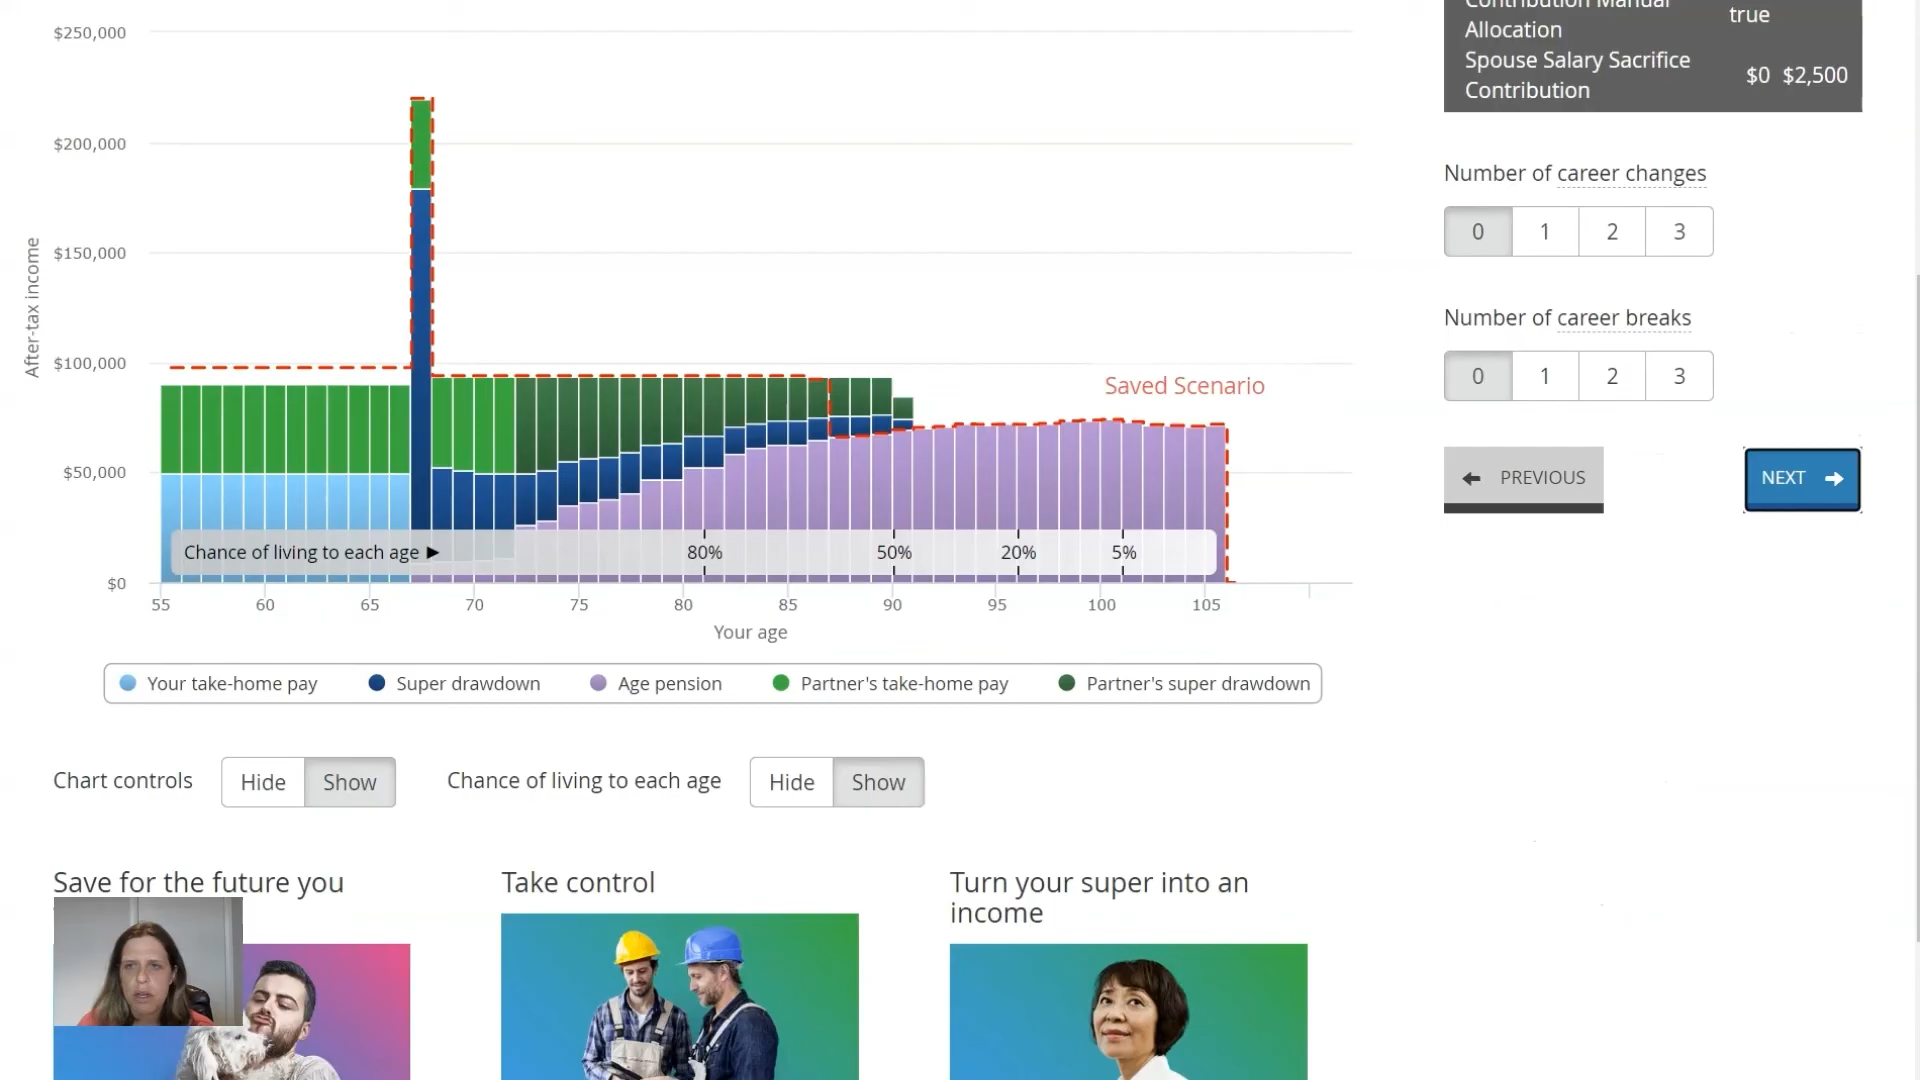 $250,000
$200,000
$150,000
$100,000
$50,000
$0
After-tax income
Saved Scenario
Chance of living to each age ▶
80%
50%
20%
5%
55
60
65
70
75
80
85
90
95
100
105
Your age
Your take-home pay
Super drawdown
Age pension
Partner's take-home pay
Partner's super drawdown
Chart controls
Hide
Show
Chance of living to each age
Hide
Show
Save for the future you
Take control
Turn your super into an
income
Contribution Manual
Allocation
true
Spouse Salary Sacrifice
Contribution
$0 $2,500
Number of career changes
0 1 2 3
Number of career breaks
0 1 2 3
PREVIOUS
NEXT